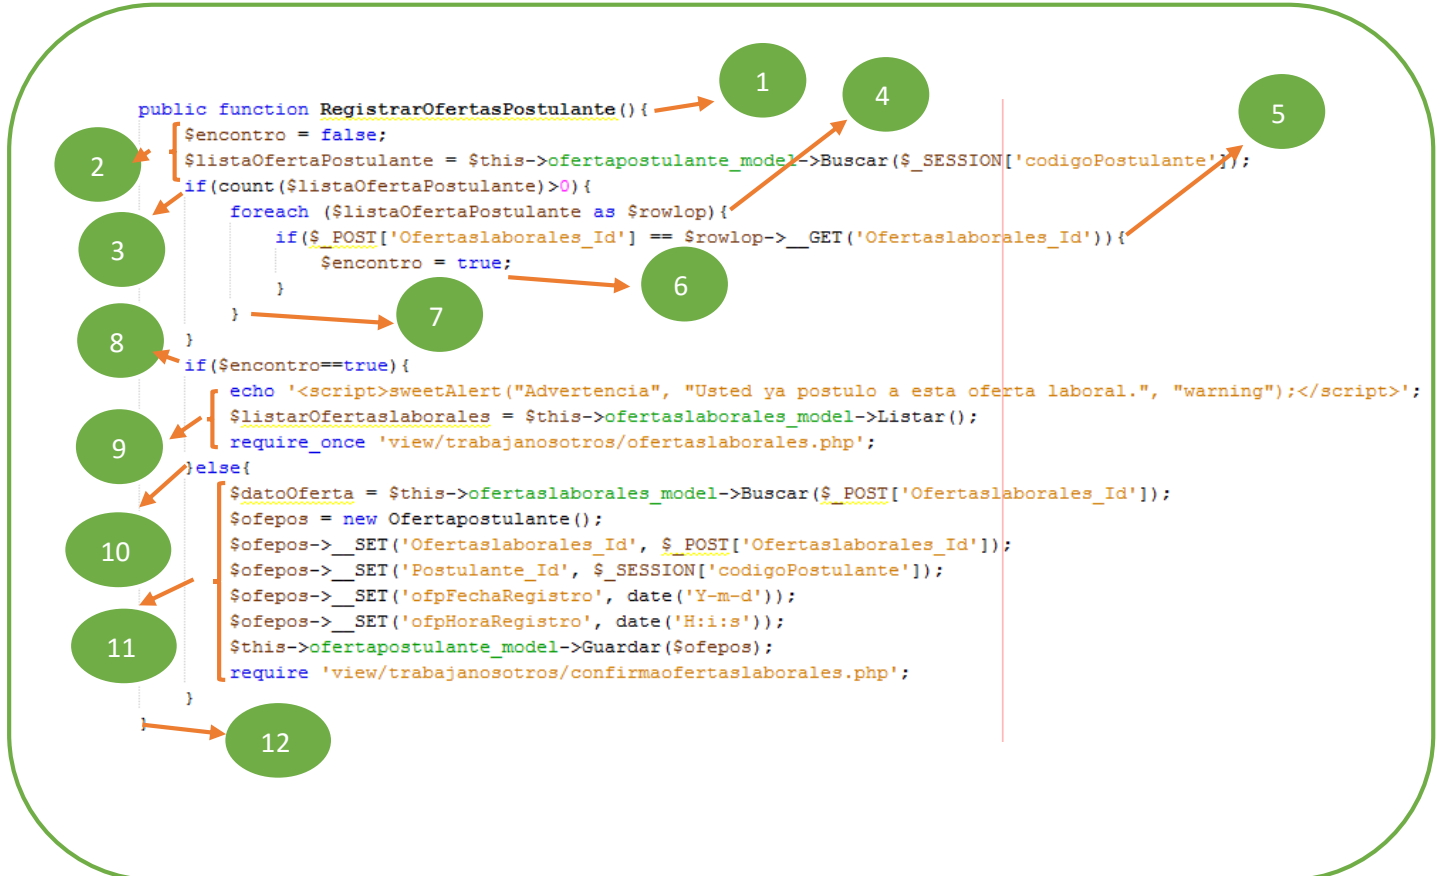 1
4
5
public function RegistrarOfertasPostulante(){
2
$encontro = false;
$listaOfertaPostulante = $this->ofertapostulante_model->Buscar($_SESSION['codigoPostulante']);
if(count($listaOfertaPostulante)>0){
3
foreach ($listaOfertaPostulante as $rowlop){
if($_POST['Ofertaslaborales_Id'] == $rowlop->__GET('Ofertaslaborales_Id')){
$encontro = true;
6
}
7
}
8
}
if($encontro==true){
echo '<script>sweetAlert("Advertencia", "Usted ya postulo a esta oferta laboral.", "warning");</script>';
$listarOfertaslaborales = $this->ofertaslaborales_model->Listar();
9
require_once 'view/trabajanosotros/ofertaslaborales.php';
}else{
$datoOferta = $this->ofertaslaborales_model->Buscar($_POST['Ofertaslaborales_Id']);
$ofepos = new Ofertapostulante();
10
$ofepos->__SET('Ofertaslaborales_Id', $_POST['Ofertaslaborales_Id']);
$ofepos->__SET('Postulante_Id', $_SESSION['codigoPostulante']);
$ofepos->__SET('ofpFechaRegistro', date('Y-m-d'));
$ofepos->__SET('ofpHoraRegistro', date('H:i:s'));
11
$this->ofertapostulante_model->Guardar($ofepos);
require 'view/trabajanosotros/confirmaofertaslaborales.php';
}
}
12